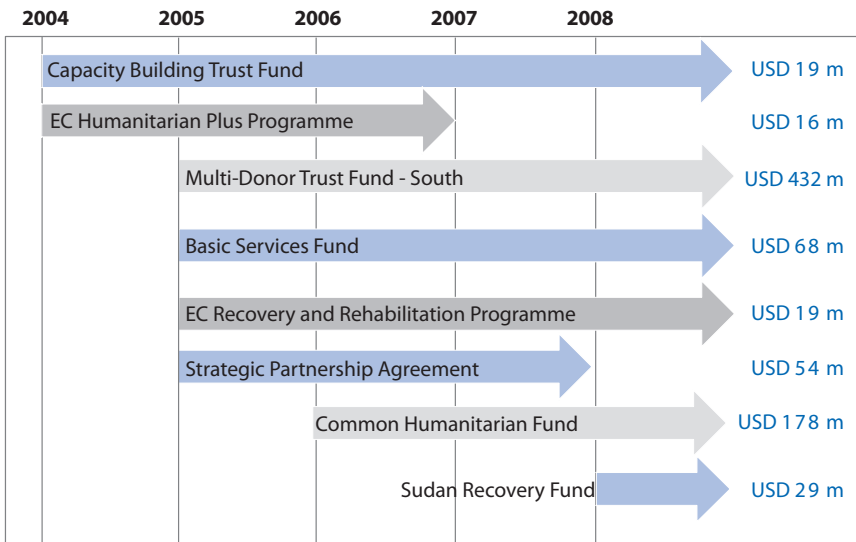 2004 2005 2006 2007 2008
Capacity Building Trust Fund USD 19 m
EC Humanitarian Plus Programme USD 16 m
Multi-Donor Trust Fund - South USD 432 m
Basic Services Fund USD 68 m
EC Recovery and Rehabilitation Programme USD 19 m
Strategic Partnership Agreement USD 54 m
Common Humanitarian Fund USD 178 m
Sudan Recovery Fund USD 29 m